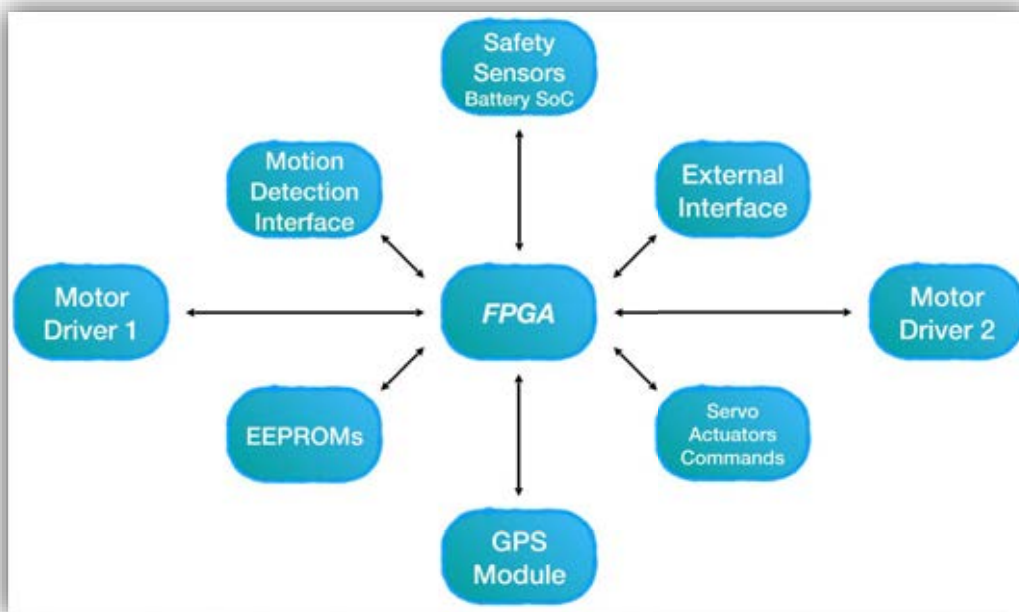 Safety
Sensors
Battery SoC
Motion
Detection
Interface
External
Interface
Motor
Driver 1
FPGA
Motor
Driver 2
EEPROMs
Servo
Actuators
Commands
GPS
Module